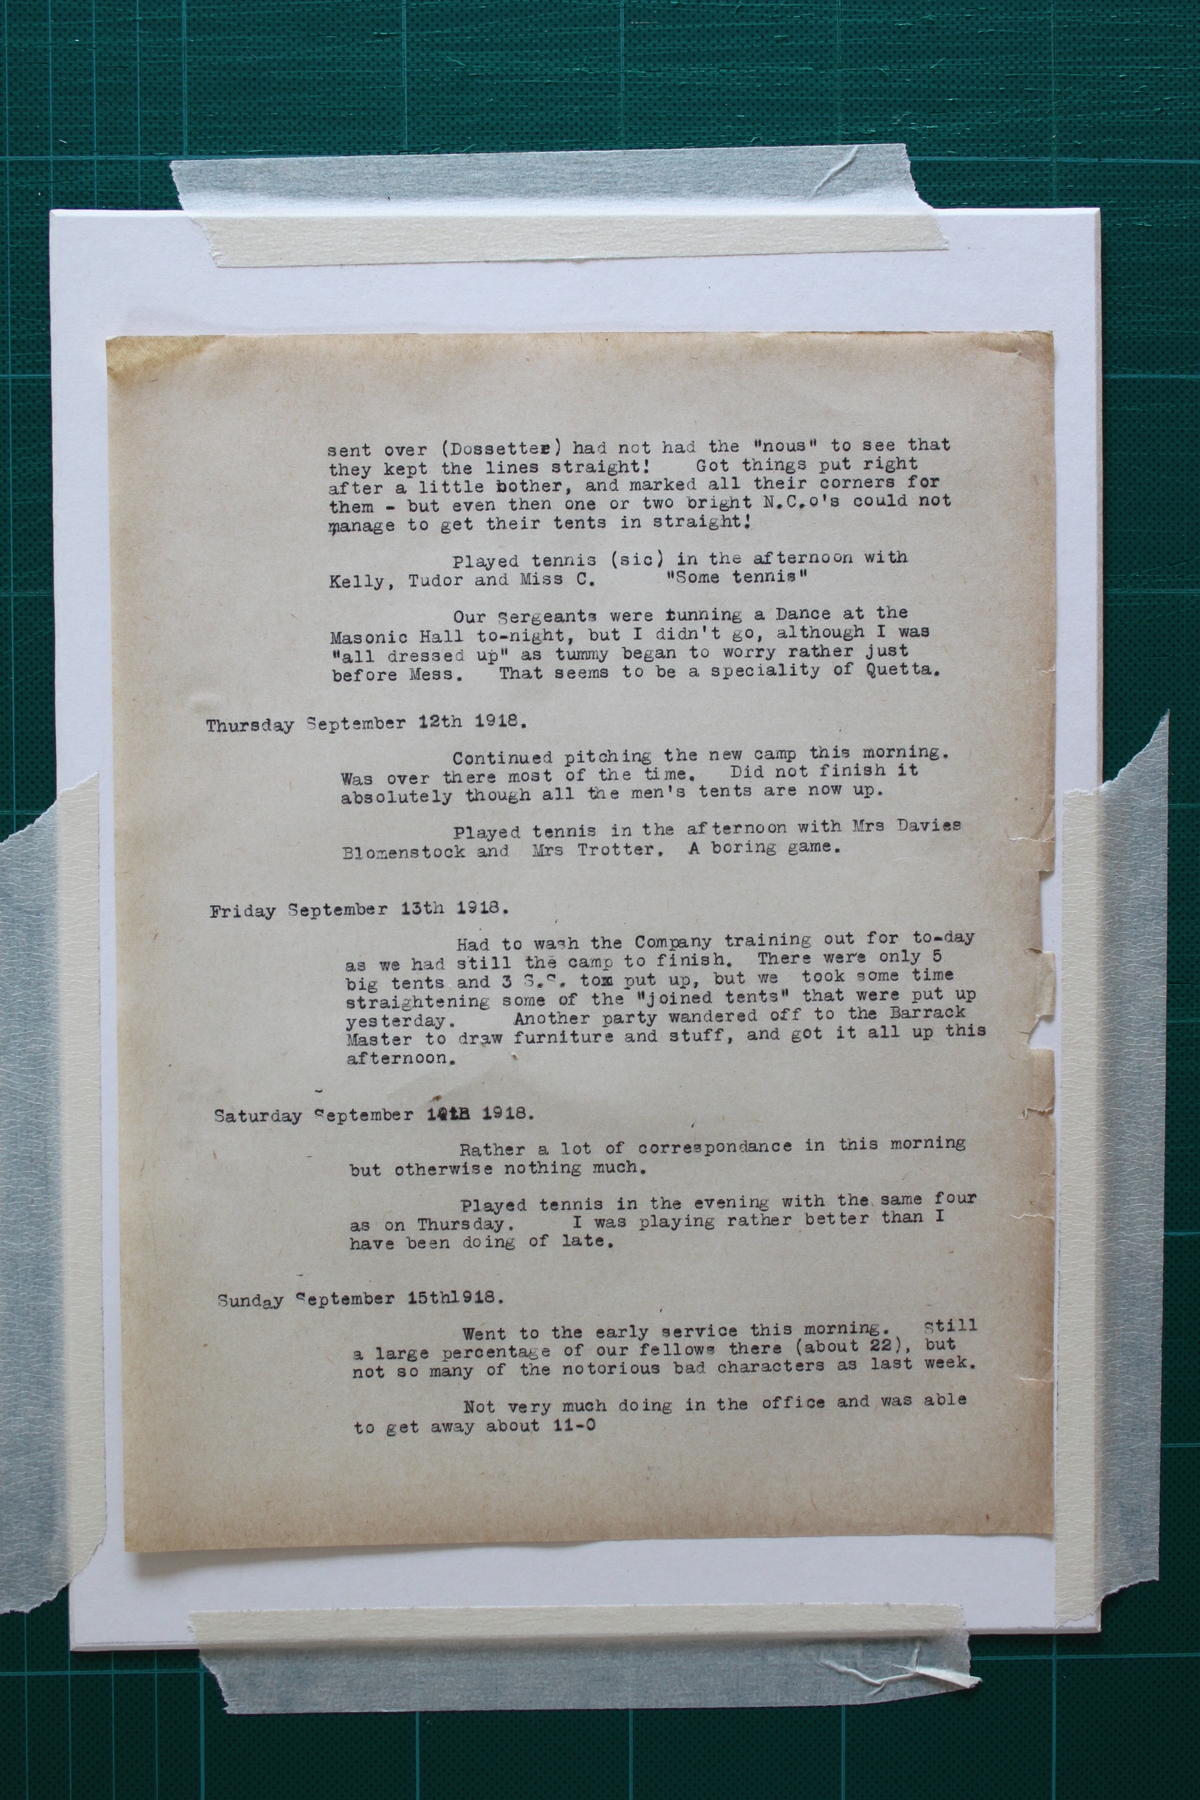 sent over (Dossetter) had not had the "nous" to see that
they kept the lines straight! Got things put right
after a little bother, and marked all their corners for
them - but even then one or two bright N.C.o's could not
manage to get their tents in straight!
Played tennis (sic) in the afternoon with
Kelly, Tudor and Miss C. "Some tennis"
Our Sergeants were running a Dance at the
Masonic Hall to-night, but I didn't go, although I was
"all dressed up" as tummy began to worry rather just
before Mess. That seems to be a speciality of Quetta.
Thursday September 12th 1918.
Continued pitching the new camp this morning.
Was over there most of the time. Did not finish it
absolutely though all the men's tents are now up.
Played tennis in the afternoon with Mrs Davies
Blomenstock and Mrs Trotter. A boring game.
Friday September 13th 1918.
Had to wash the Company training out for to-day
as we had still the camp to finish. There were only 5
big tents and 3 S.S. to put up, but we took some time
straightening some of the "joined tents" that were put up
yesterday. Another party wandered off to the Barrack
Master to draw furniture and stuff, and got it all up this
afternoon.
Saturday September 14th 1918.
Rather a lot of correspondance in this morning
but otherwise nothing much.
Played tennis in the evening with the same four
as on Thursday. I was playing rather better than I
have been doing of late.
Sunday September 15th1918.
Went to the early service this morning. Still
a large percentage of our fellows there (about 22), but
not so many of the notorious bad characters as last week.
Not very much doing in the office and was able
to get away about 11-0